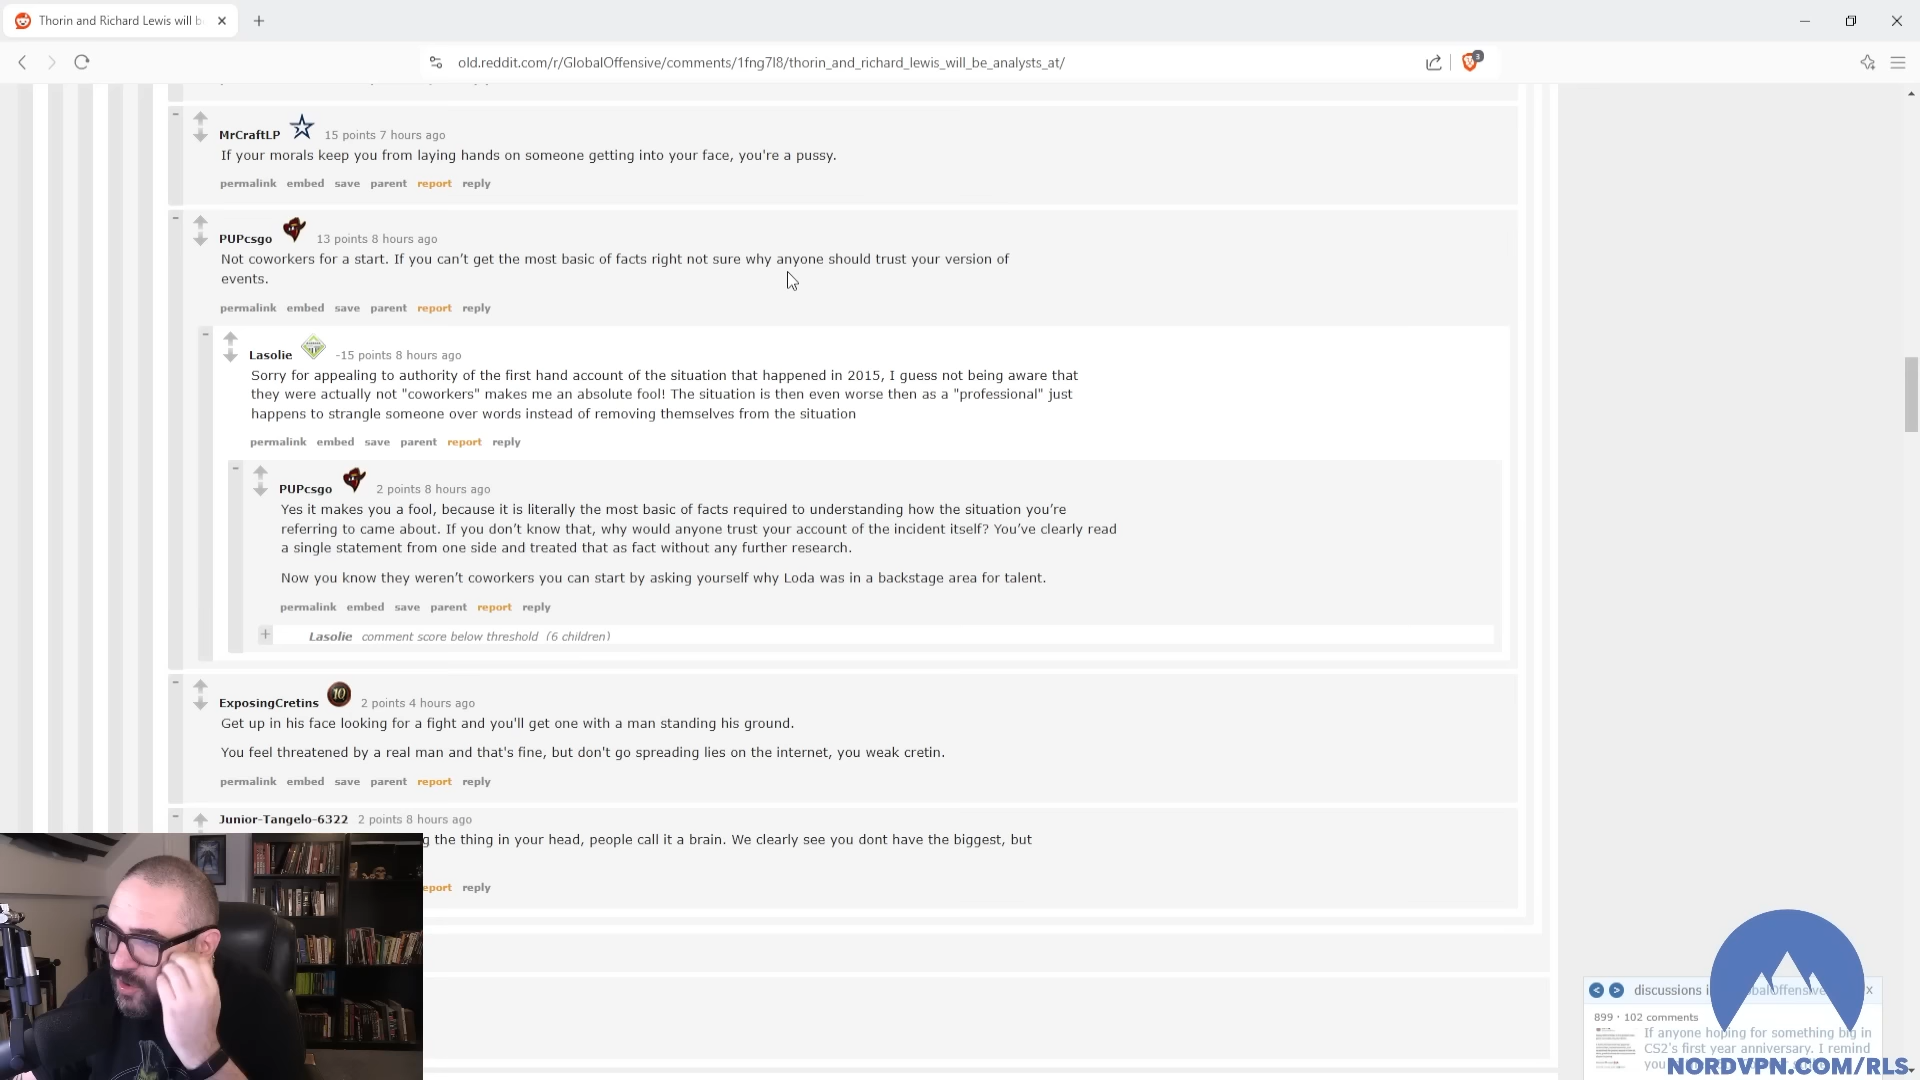 Thorin and Richard Lewis will b
old.reddit.com/r/GlobalOffensive/comments/1fng7l8/thorin_and_richard_lewis_will_be_analysts_at/
3
MrCraftLP 15 points 7 hours ago
If your morals keep you from laying hands on someone getting into your face, you're a pussy.
permalink embed save parent report reply
PUPcsgo 13 points 8 hours ago
Not coworkers for a start. If you can’t get the most basic of facts right not sure why anyone should trust your version of
events.
permalink embed save parent report reply
Lasolie -15 points 8 hours ago
Sorry for appealing to authority of the first hand account of the situation that happened in 2015, I guess not being aware that
they were actually not "coworkers" makes me an absolute fool! The situation is then even worse then as a "professional" just
happens to strangle someone over words instead of removing themselves from the situation
permalink embed save parent report reply
PUPcsgo 2 points 8 hours ago
Yes it makes you a fool, because it is literally the most basic of facts required to understanding how the situation you’re
referring to came about. If you don’t know that, why would anyone trust your account of the incident itself? You’ve clearly read
a single statement from one side and treated that as fact without any further research.
Now you know they weren’t coworkers you can start by asking yourself why Loda was in a backstage area for talent.
permalink embed save parent report reply
Lasolie comment score below threshold (6 children)
ExposingCretins 10 2 points 4 hours ago
Get up in his face looking for a fight and you'll get one with a man standing his ground.
You feel threatened by a real man and that's fine, but don't go spreading lies on the internet, you weak cretin.
permalink embed save parent report reply
Junior-Tangelo-6322 2 points 8 hours ago
g the thing in your head, people call it a brain. We clearly see you dont have the biggest, but
eport reply
discussions i balOffensive x
899 · 102 comments
If anyone hoping for something big in
CS2's first year anniversary. I remind
you
NORDVPN.COM/RLS